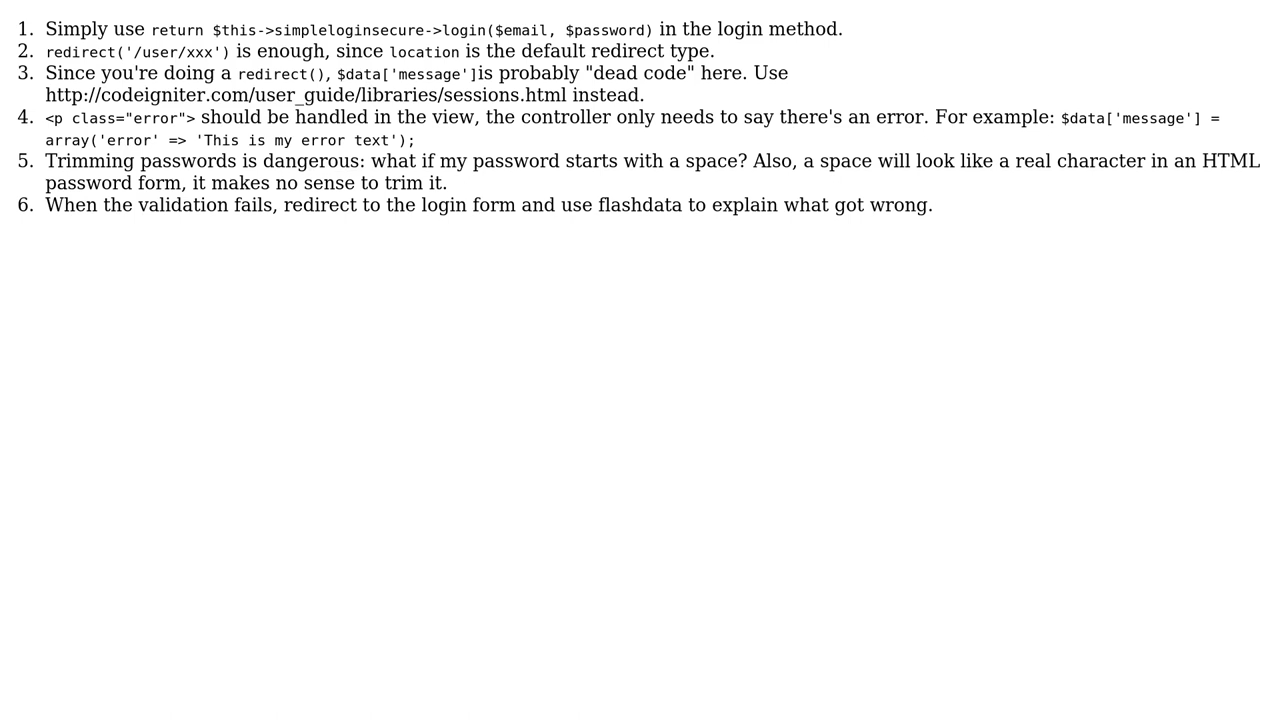 1. Simply use return $this->simpleloginsecure->login($email, $password) in the login method.
2. redirect('/user/xxx') is enough, since location is the default redirect type.
3. Since you're doing a redirect(), $data['message']is probably "dead code" here. Use
http://codeigniter.com/user_guide/libraries/sessions.html instead.
4. <p class="error"> should be handled in the view, the controller only needs to say there's an error. For example: $data['message'] =
array('error' => 'This is my error text');
5. Trimming passwords is dangerous: what if my password starts with a space? Also, a space will look like a real character in an HTML
password form, it makes no sense to trim it.
6. When the validation fails, redirect to the login form and use flashdata to explain what got wrong.